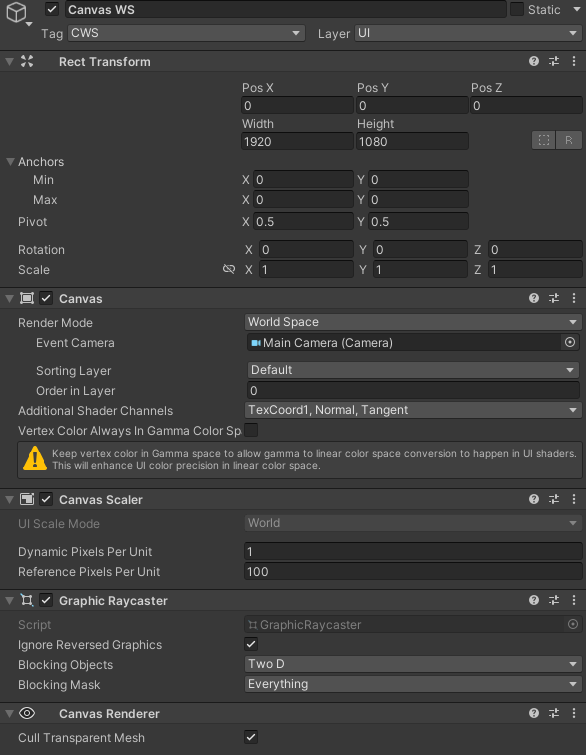 Canvas WS Static
Tag CWS Layer UI
Rect Transform
Pos X Pos Y Pos Z
0 0 0
Width Height
1920 1080 R
Anchors
Min X 0 Y 0
Max X 0 Y 0
Pivot X 0.5 Y 0.5
Rotation X 0 Y 0 Z 0
Scale X 1 Y 1 Z 1
Canvas
Render Mode World Space
Event Camera Main Camera (Camera)
Sorting Layer Default
Order in Layer 0
Additional Shader Channels TexCoord1, Normal, Tangent
Vertex Color Always In Gamma Color Sp
Keep vertex color in Gamma space to allow gamma to linear color space conversion to happen in UI shaders.
This will enhance UI color precision in linear color space.
Canvas Scaler
UI Scale Mode World
Dynamic Pixels Per Unit 1
Reference Pixels Per Unit 100
Graphic Raycaster
Script GraphicRaycaster
Ignore Reversed Graphics
Blocking Objects Two D
Blocking Mask Everything
Canvas Renderer
Cull Transparent Mesh